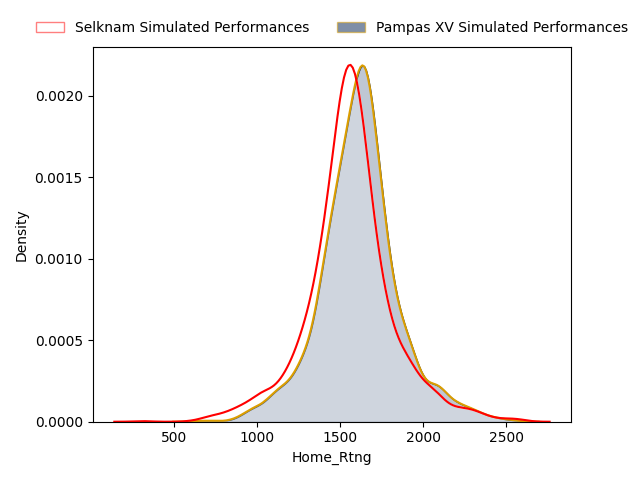 Selknam Simulated Performances
Pampas XV Simulated Performances
0.0020
0.0015
0.0010
0.0005
0.0000
Density
500 1000 1500 2000 2500
Home_Rtng